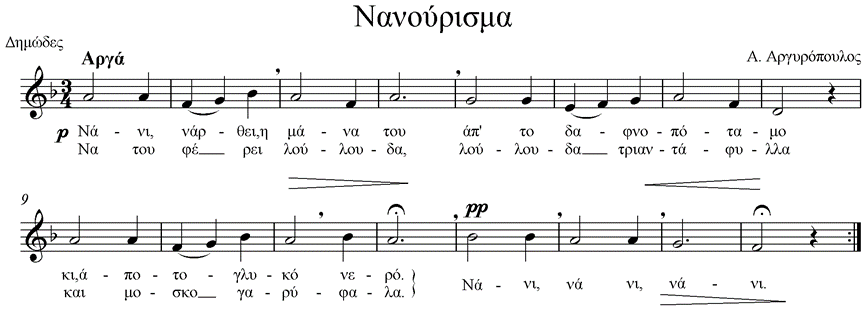 Νανούρισμα
Δημώδες
Αργά
Α. Αργυρόπουλος
3
4
p Νά - νι, νάρ-θει,η μά - να του άπ' το δα - φνο - πό - τα - μο
Να του φέ - ρει λού - λου - δα, λού - λου - δα τριαν - τά - φυ - λλα
9
pp
κι,ά - πο - το - γλυ - κό νε - ρό. } Νά - νι, νά νι, νά - νι.
και μο - σκο γα - ρύ - φα - λα.